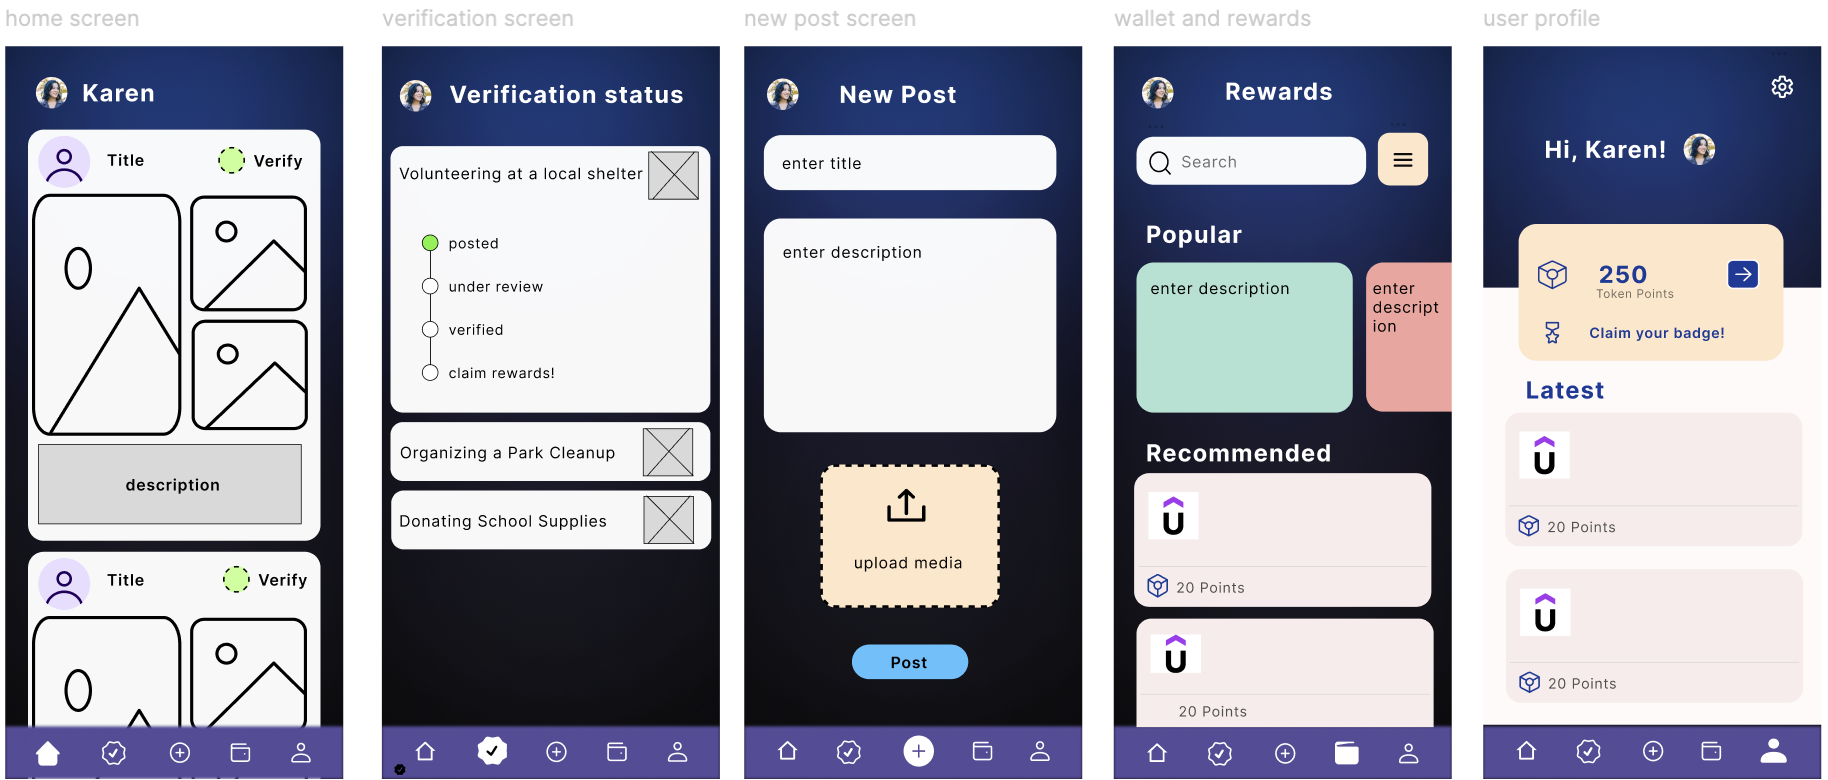 home screen
Karen
Title
Verify
description
Title
Verify
verification screen
Verification status
Volunteering at a local shelter
posted
under review
verified
claim rewards!
Organizing a Park Cleanup
Donating School Supplies
new post screen
New Post
enter title
enter description
upload media
Post
wallet and rewards
Rewards
Search
Popular
enter description
enter
descript
ion
Recommended
20 Points
20 Points
user profile
Hi, Karen!
250
Token Points
Claim your badge!
Latest
20 Points
20 Points